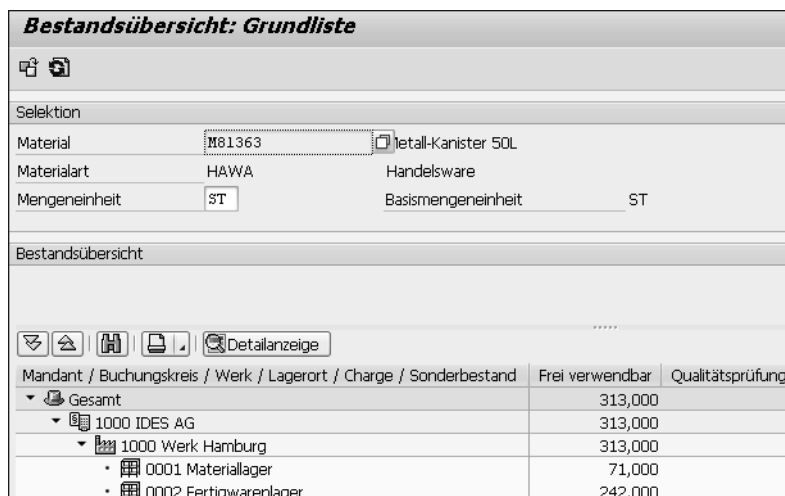 Bestandsübersicht: Grundliste
Selektion
Material M81363 Metall-Kanister 50L
Materialart HAWA Handelsware
Mengeneinheit ST Basismengeneinheit ST
Bestandsübersicht
Detailanzeige
Mandant / Buchungskreis / Werk / Lagerort / Charge / Sonderbestand Frei verwendbar Qualitätsprüfung
Gesamt 313,000
1000 IDES AG 313,000
1000 Werk Hamburg 313,000
0001 Materiallager 71,000
0002 Fertigwarenlager 242,000